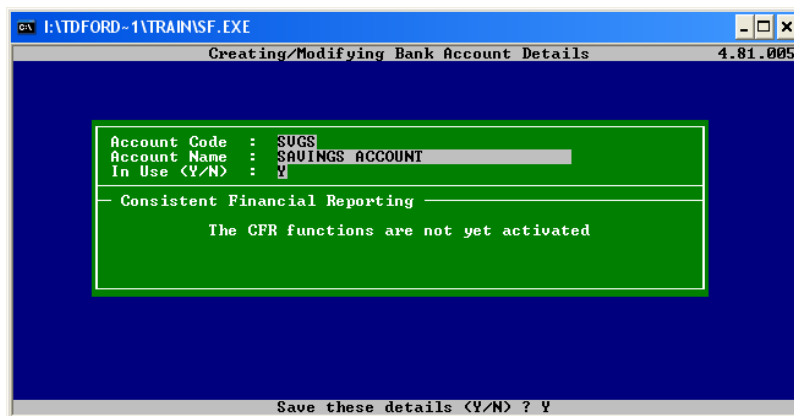 I:\TDFORD~1\TRAIN\SF.EXE
Creating/Modifying Bank Account Details 4.81.005
Account Code : SVGS
Account Name : SAVINGS ACCOUNT
In Use (Y/N) : Y
Consistent Financial Reporting
The CFR functions are not yet activated
Save these details (Y/N) ? Y